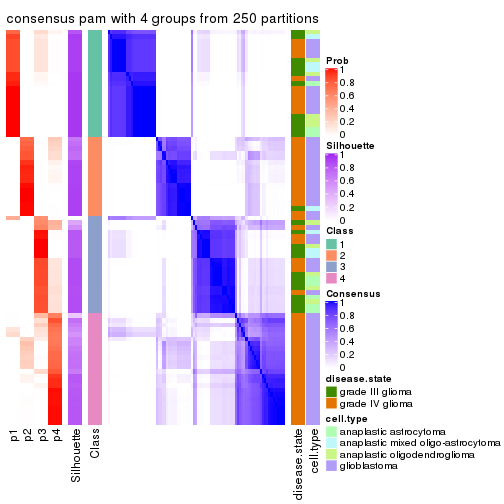 consensus pam with 4 groups from 250 partitions
Prob
1
0.8
0.6
0.4
0.2
0
Silhouette
1
0.8
0.6
0.4
0.2
0
Class
1
2
3
4
Consensus
1
0.8
0.6
0.4
0.2
0
disease.state
grade III glioma
grade IV glioma
cell.type
anaplastic astrocytoma
anaplastic mixed oligo-astrocytoma
anaplastic oligodendroglioma
glioblastoma
p1
p2
p3
p4
Silhouette
Class
disease.state
cell.type